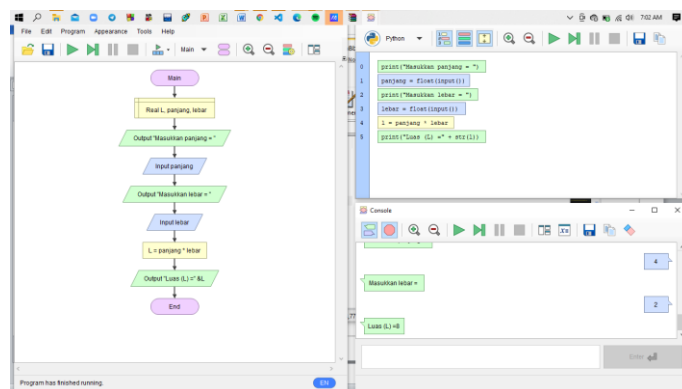 7:02 AM
File Edit Program Appearance Tools Help
Main
Main
Real L, panjang, lebar
Output "Masukkan panjang = "
Input panjang
Output "Masukkan lebar = "
Input lebar
L = panjang * lebar
Output "Luas (L) =" &L
End
Program has finished running.
EN
Python
0 print("Masukkan panjang = ")
1 panjang = float(input())
2 print("Masukkan lebar = ")
3 lebar = float(input())
4 l = panjang * lebar
5 print("Luas (L) =" + str(l))
Console
4
Masukkan lebar =
2
Luas (L) =8
Enter